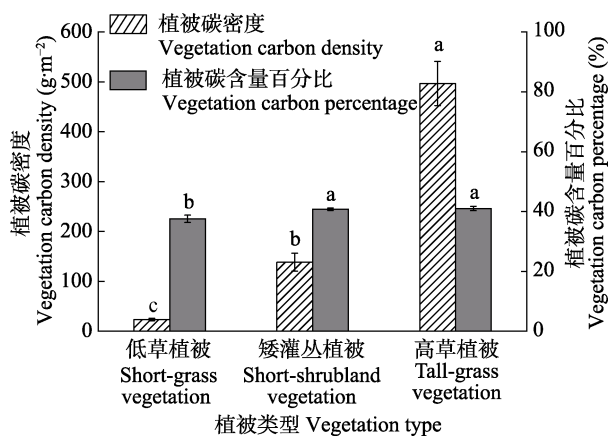 植被碳密度
Vegetation carbon density
植被碳含量百分比
Vegetation carbon percentage
植被碳密度
Vegetation carbon density (g·m⁻²)
600
500
400
300
200
100
0
植被碳含量百分比
Vegetation carbon percentage (%)
100
80
60
40
20
0
c
b
b
a
a
a
低草植被
Short-grass
vegetation
矮灌丛植被
Short-shrubland
vegetation
高草植被
Tall-grass
vegetation
植被类型 Vegetation type